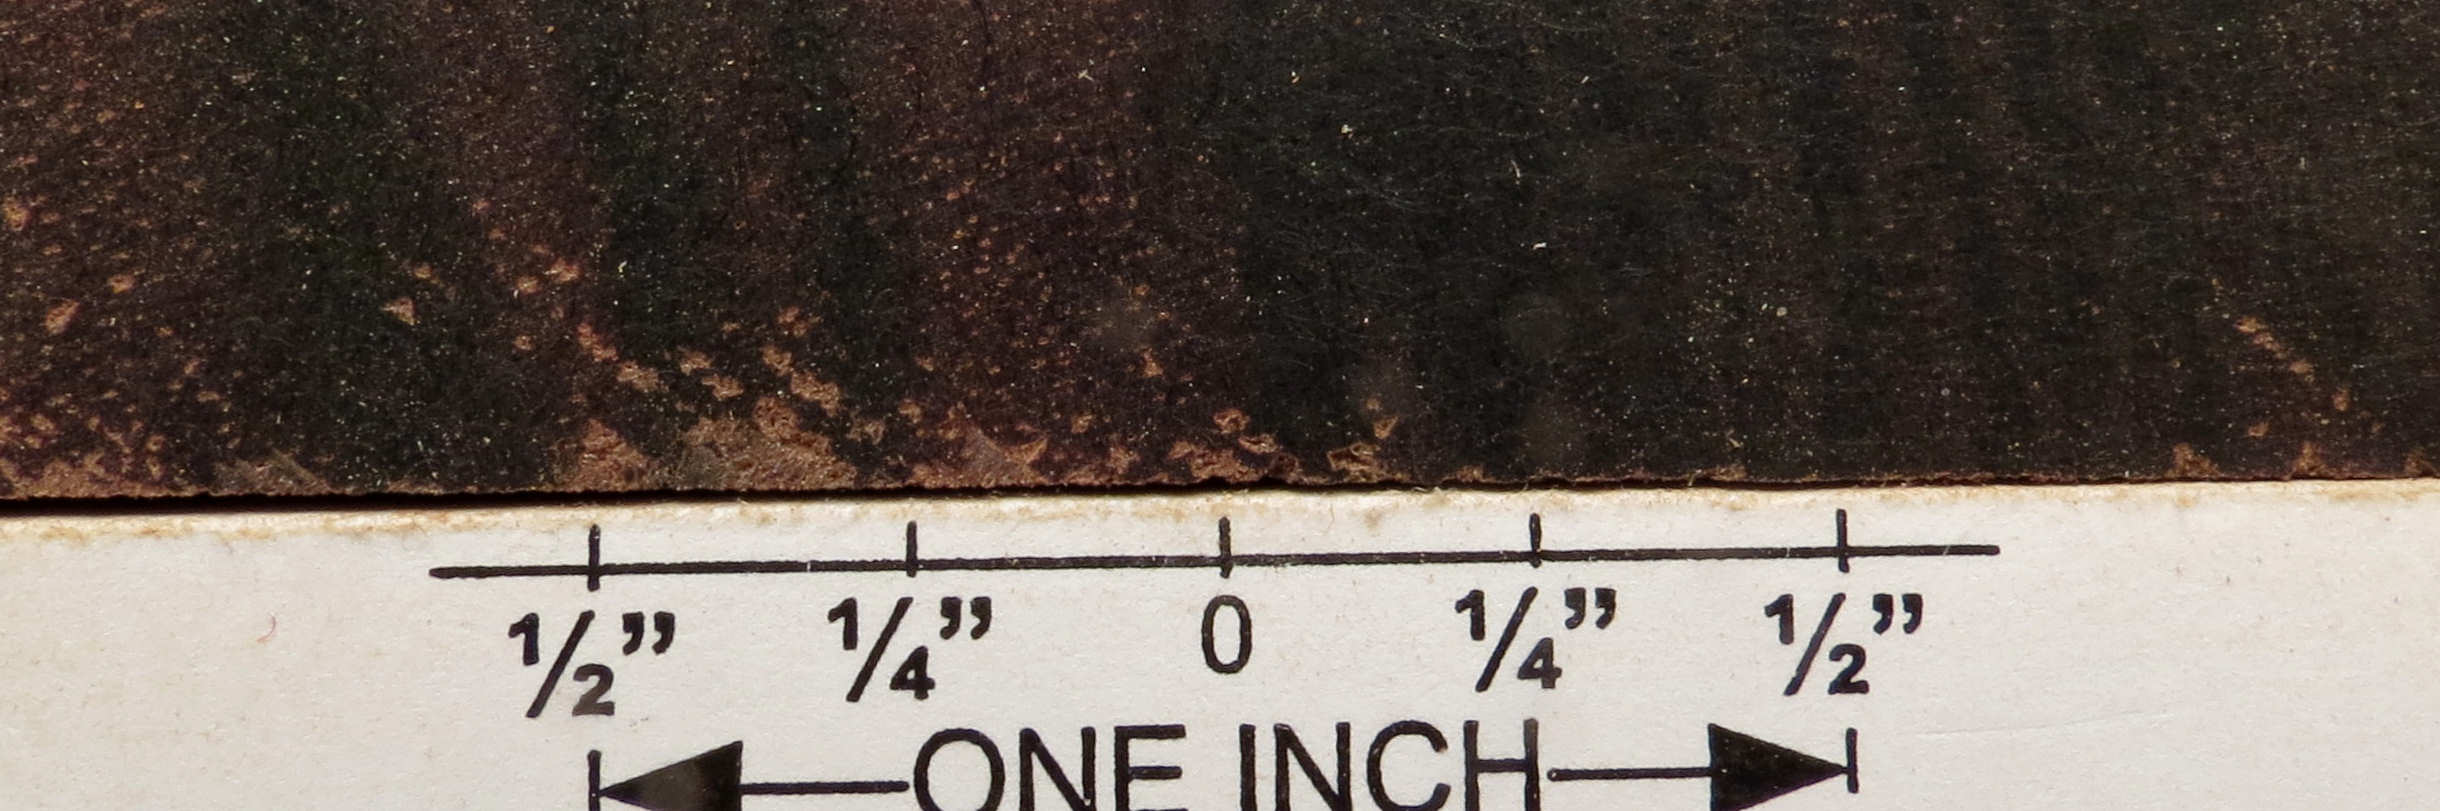 1/2” 1/4” 0 1/4” 1/2”
ONE INCH